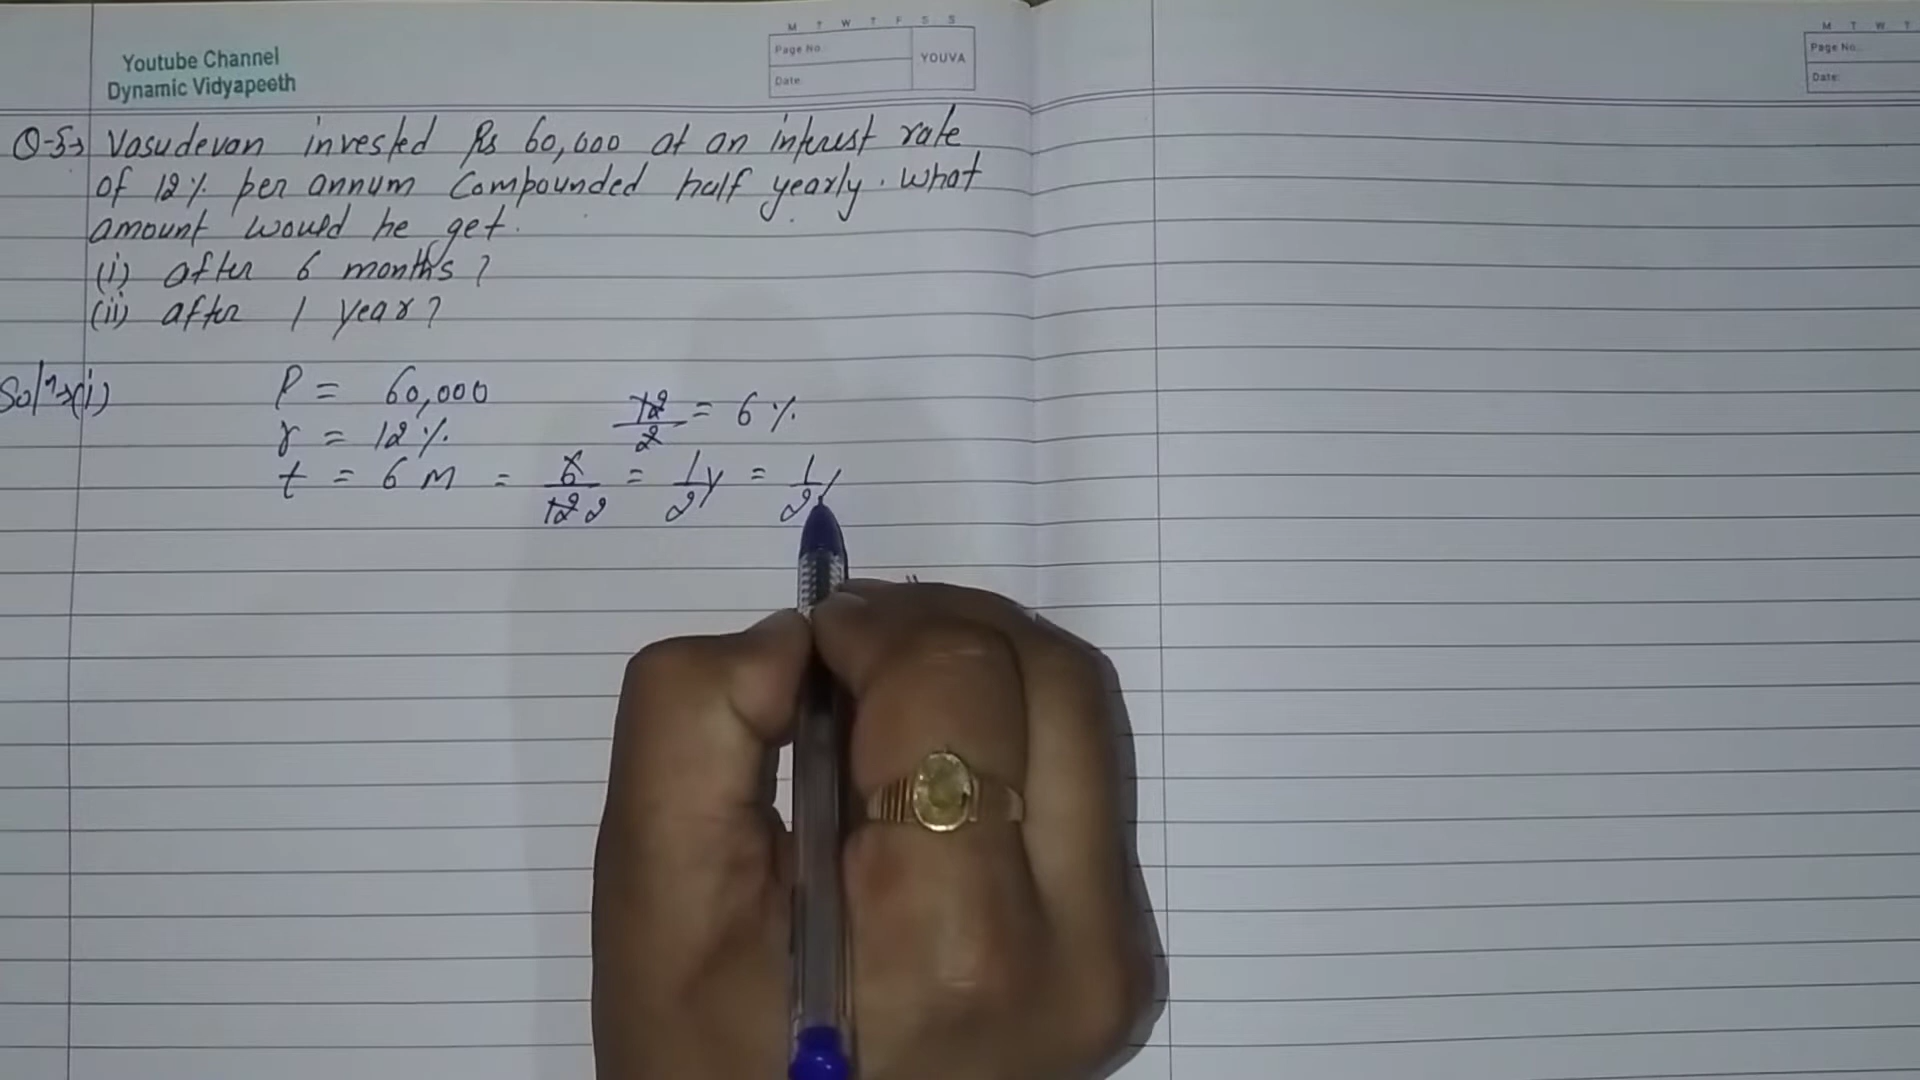 Youtube Channel
Dynamic Vidyapeeth
M T W T F S S
Page No.
Date:
YOUVA
M T W T
Page No.
Date:
Q-5→ Vasudevan invested Rs 60,000 at an interest rate
of 12% per annum compounded half yearly. What
amount would he get.
(i) after 6 months?
(ii) after 1 year?
Solⁿ→(i) P = 60,000
12/2 = 6%
r = 12%
t = 6 M = 6/12 2 = 1/2 y = 1/2